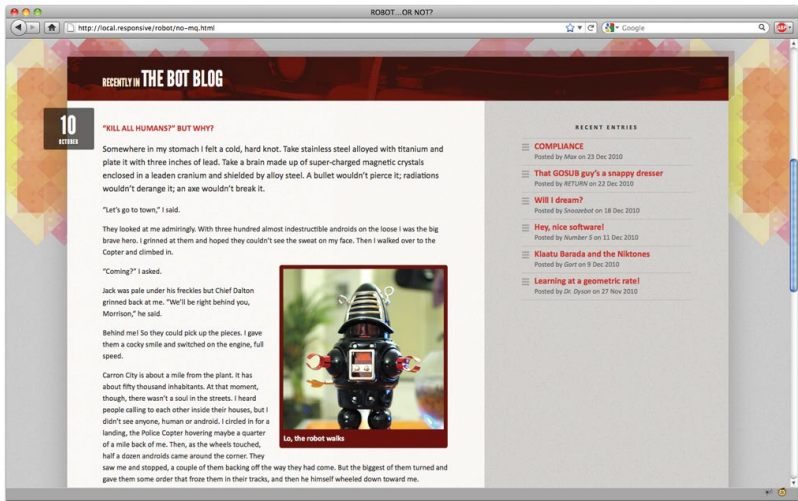 ROBOT...OR NOT?
http://local.responsive/robot/no-mq.html
Google
ABP
RECENTLY IN THE BOT BLOG
10
OCTOBER
"KILL ALL HUMANS?" BUT WHY?
Somewhere in my stomach I felt a cold, hard knot. Take stainless steel alloyed with titanium and
plate it with three inches of lead. Take a brain made up of super-charged magnetic crystals
enclosed in a leaden cranium and shielded by alloy steel. A bullet wouldn't pierce it; radiations
wouldn't derange it; an axe wouldn't break it.
"Let's go to town," I said.
They looked at me admiringly. With three hundred almost indestructible androids on the loose I was the big
brave hero. I grinned at them and hoped they couldn't see the sweat on my face. Then I walked over to the
Copter and climbed in.
"Coming?" I asked.
Jack was pale under his freckles but Chief Dalton
grinned back at me. "We'll be right behind you,
Morrison," he said.
Behind me! So they could pick up the pieces. I gave
them a cocky smile and switched on the engine, full
speed.
Carron City is about a mile from the plant. It has
about fifty thousand inhabitants. At that moment,
though, there wasn't a soul in the streets. I heard
people calling to each other inside their houses, but I
didn't see anyone, human or android. I circled in for a
landing, the Police Copter hovering maybe a quarter
of a mile back of me. Then, as the wheels touched,
half a dozen androids came around the corner. They
saw me and stopped, a couple of them backing off the way they had come. But the biggest of them turned and
gave them some order that froze them in their tracks, and then he himself wheeled down toward me.
Lo, the robot walks
RECENT ENTRIES
COMPLIANCE
Posted by Max on 23 Dec 2010
That GOSUB guy's a snappy dresser
Posted by RETURN on 22 Dec 2010
Will I dream?
Posted by Snoozebot on 18 Dec 2010
Hey, nice software!
Posted by Number 5 on 11 Dec 2010
Klaatu Barada and the Niktones
Posted by Gort on 9 Dec 2010
Learning at a geometric rate!
Posted by Dr. Dyson on 27 Nov 2010